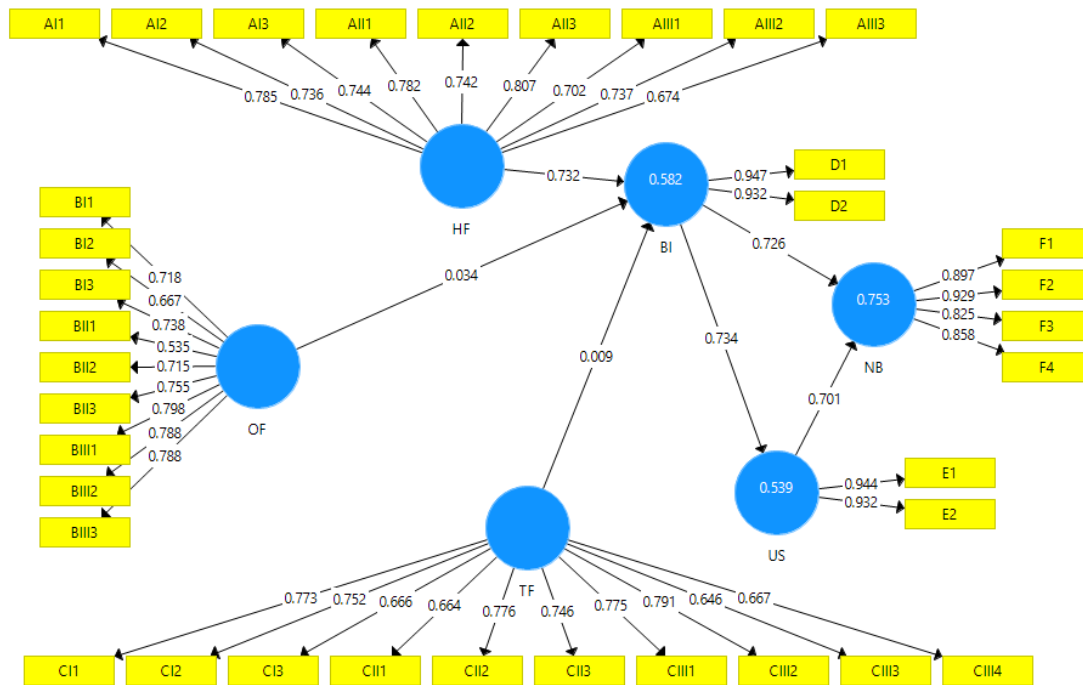 AI1 AI2 AI3 AII1 AII2 AII3 AIII1 AIII2 AIII3
0.785 0.736 0.744 0.782 0.742 0.807 0.702 0.737 0.674
HF
0.732
0.582
BI
0.947
0.932
D1
D2
BI1
BI2
BI3
BII1
BII2
BII3
BIII1
BIII2
BIII3
0.718
0.667
0.738
0.535
0.715
0.755
0.798
0.788
0.788
OF
0.034
0.009
0.726
0.734
0.753
NB
0.897
0.929
0.825
0.858
F1
F2
F3
F4
0.701
0.539
US
0.944
0.932
E1
E2
TF
0.773 0.752 0.666 0.664 0.776 0.746 0.775 0.791 0.646 0.667
CI1 CI2 CI3 CII1 CII2 CII3 CIII1 CIII2 CIII3 CIII4